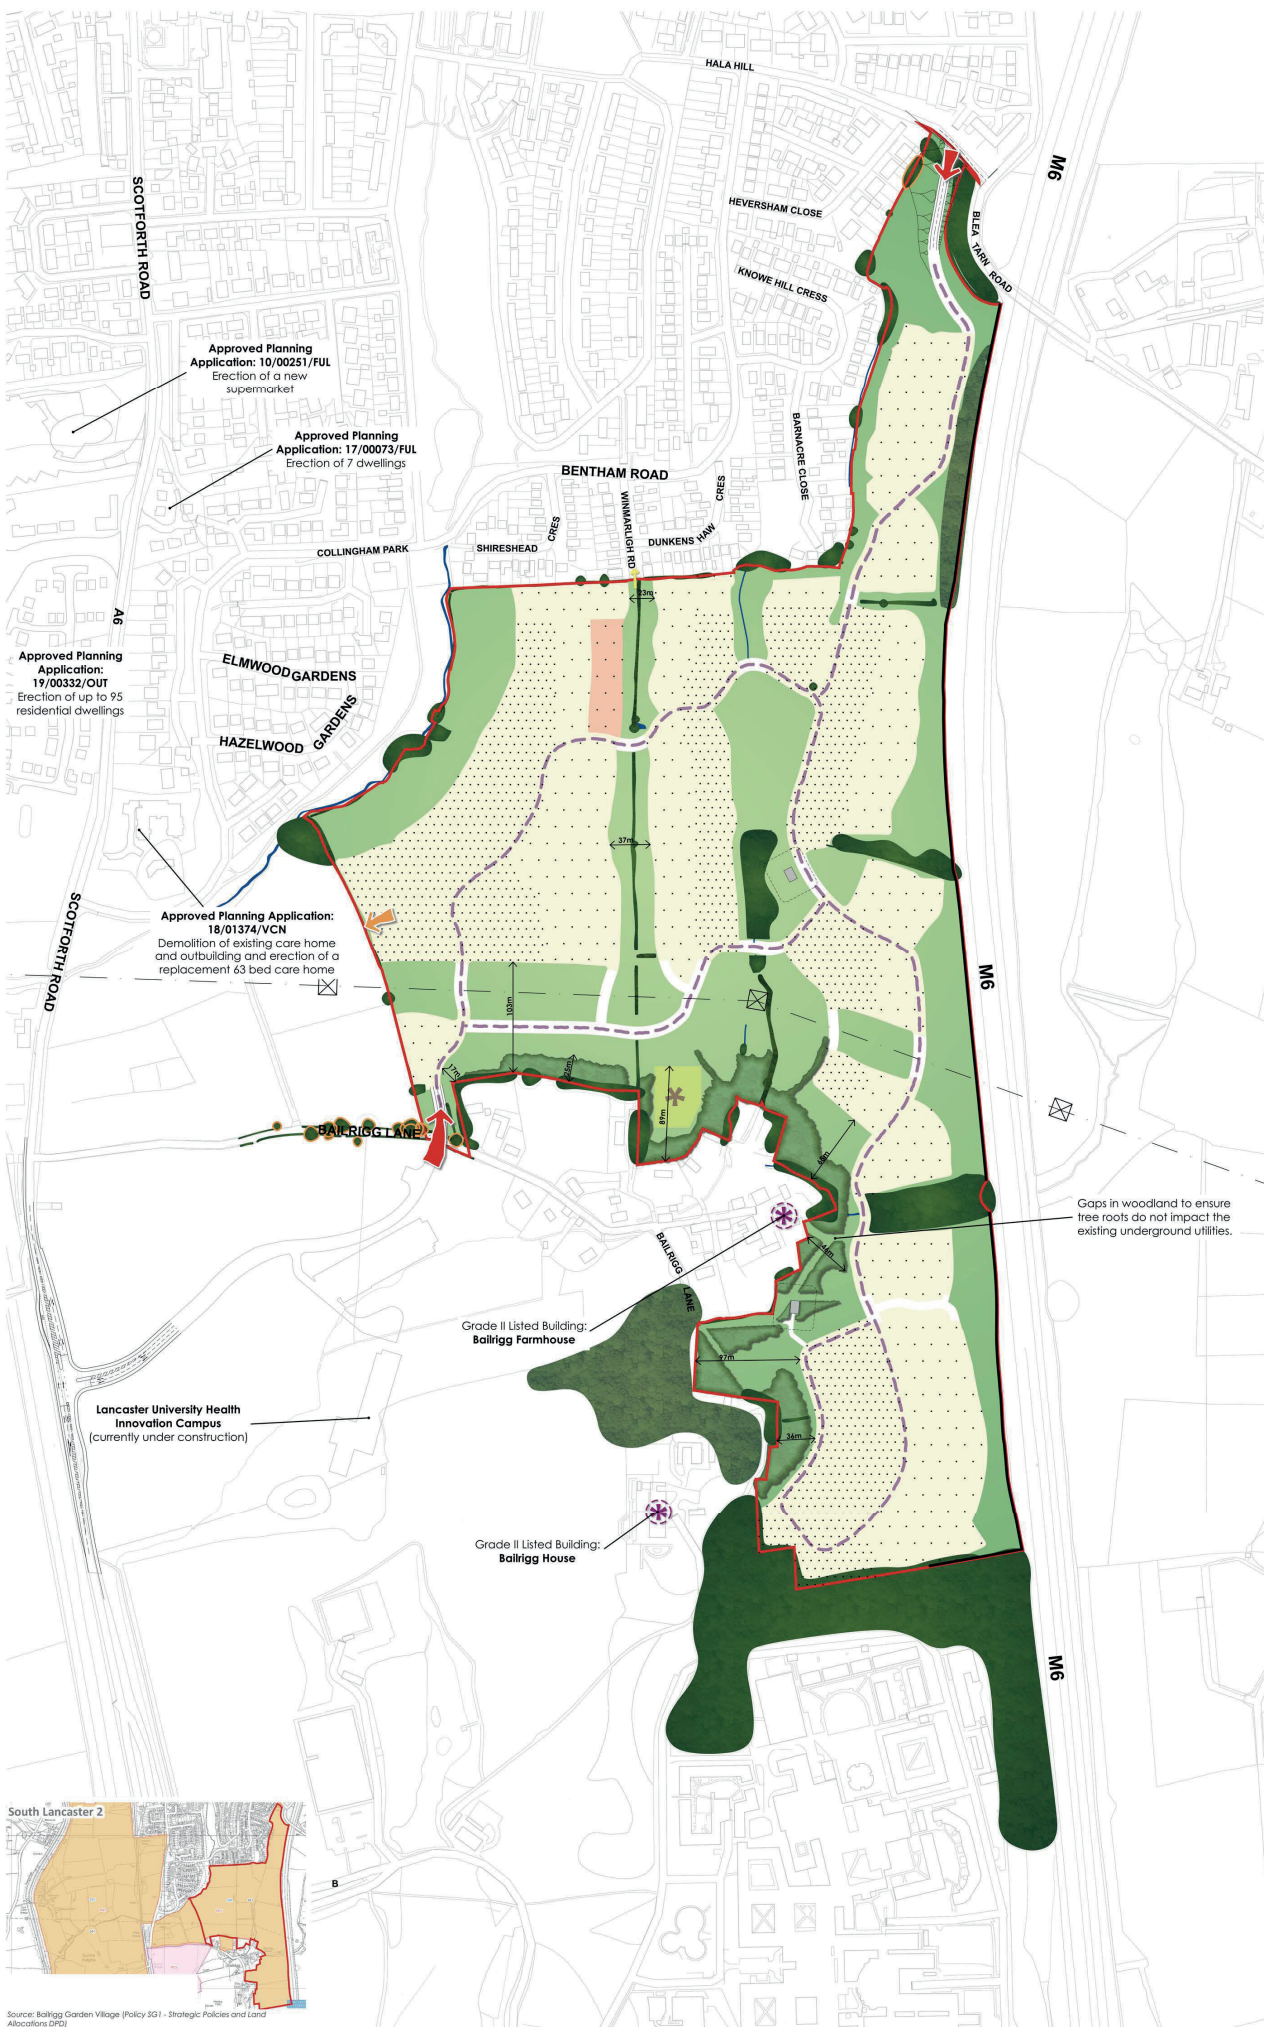 HALA HILL
M6
SCOTFORTH ROAD
HEVERSHAM CLOSE
BLEA TARN ROAD
KNOWE HILL CRESS
Approved Planning
Application: 10/00251/FUL
Erection of a new
supermarket
Approved Planning
Application: 17/00073/FUL
Erection of 7 dwellings
BARNACRE CLOSE
BENTHAM ROAD
WINMARLIGH RD
CRES
DUNKENS HAW
SHIRESHEAD
CRES
COLLINGHAM PARK
23m
A6
Approved Planning
Application:
19/00332/OUT
Erection of up to 95
residential dwellings
ELMWOOD GARDENS
HAZELWOOD GARDENS
37m
SCOTFORTH ROAD
Approved Planning Application:
18/01374/VCN
Demolition of existing care home
and outbuilding and erection of a
replacement 63 bed care home
M6
103m
17m
25m
89m
BAILRIGG LANE
68m
Gaps in woodland to ensure
tree roots do not impact the
existing underground utilities.
44m
BAILRIGG LANE
Grade II Listed Building:
Bailrigg Farmhouse
97m
Lancaster University Health
Innovation Campus
(currently under construction)
36m
Grade II Listed Building:
Bailrigg House
M6
South Lancaster 2
B
Source: Bailrigg Garden Village (Policy SG1 - Strategic Policies and Land
Allocations DPD)